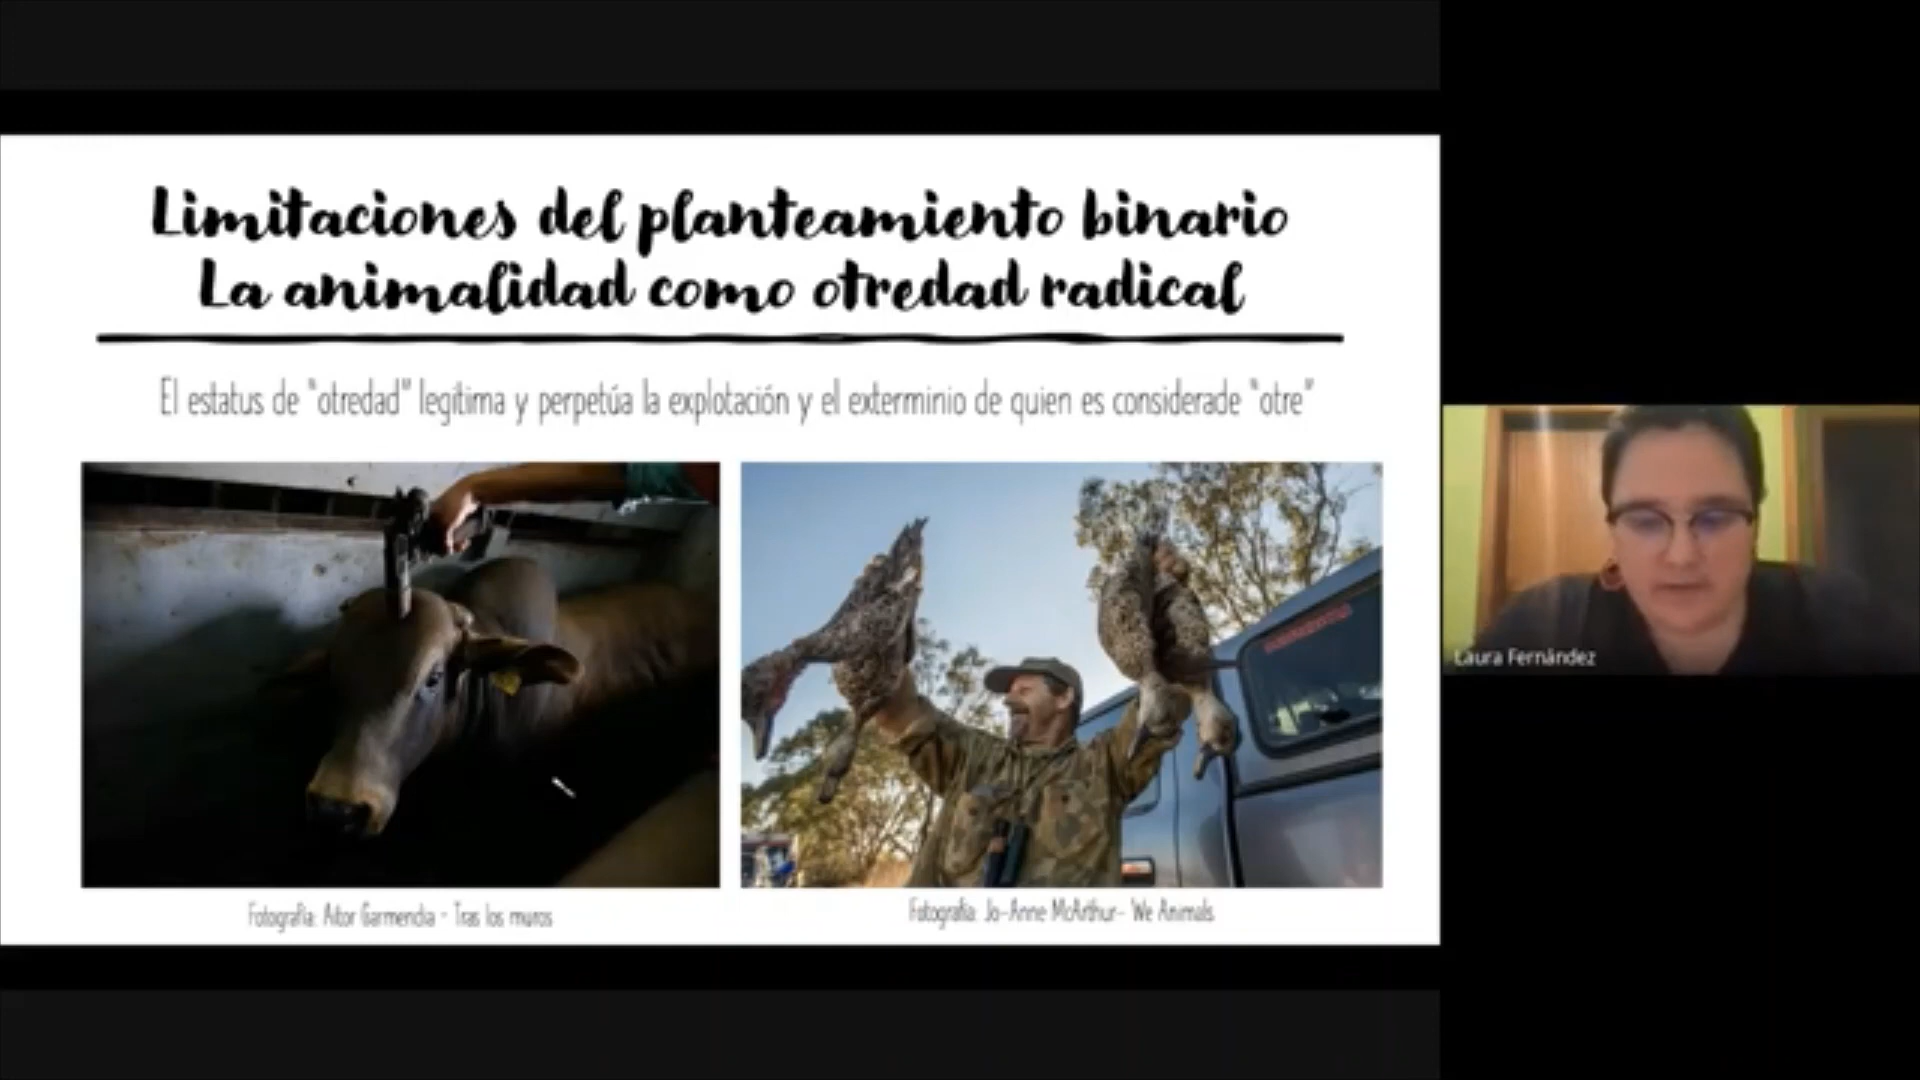 Limitaciones del planteamiento binario
La animalidad como otredad radical
El estatus de "otredad" legitima y perpetúa la explotación y el exterminio de quien es considerade "otre"
Fotografía: Aitor Garmendia - Tras los muros
Fotografía: Jo-Anne McArthur- We Animals
Laura Fernández